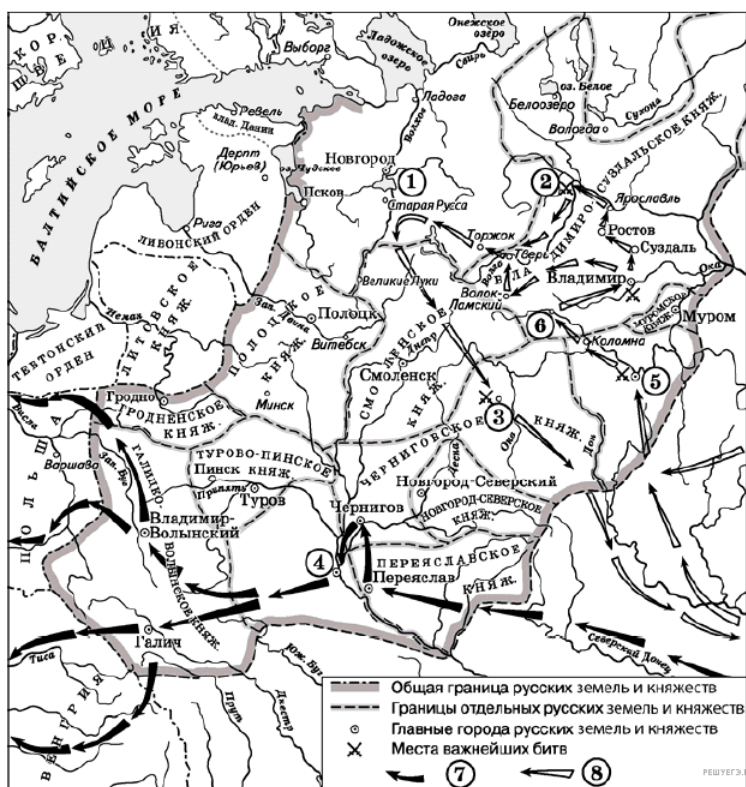 КОР.
ШВЕЦИЯ
БАЛТИЙСКОЕ МОРЕ
Выборг
Ладожское
озеро
Онежское
озеро
Свирь
Ладога
Волхов
Ревель
влад. Дании
Дерпт
(Юрьев)
оз. Чудское
Псков
Новгород
1
Старая Русса
оз. Белое
Белоозеро
Сухона
Вологда
2
ВЛАДИМИРО-СУЗДАЛЬСКОЕ КНЯЖ.
Ярославль
Ростов
Суздаль
Владимир
Ока
Торжок
Тверь
Волга
Волок-
Ламский
Рига
ЛИВОНСКИЙ ОРДЕН
Великие Луки
ПОЛОЦКОЕ
КНЯЖ.
Зап. Двина
Полоцк
Витебск
Неман
ЛИТОВСКОЕ
КНЯЖ.
ТЕВТОНСКИЙ
ОРДЕН
СМОЛЕНСКОЕ
КНЯЖ.
Днепр
Смоленск
6
Коломна
МУРОМСКОЕ
КНЯЖ.
Муром
5
Гродно
ГРОДНЕНСКОЕ
КНЯЖ.
Минск
3
Ока
Дон
ЧЕРНИГОВСКОЕ
КНЯЖ.
Висла
ПОЛЬША
Варшава
Зап. Буг
ГАЛИЦКО-
ВОЛЫНСКОЕ КНЯЖ.
ТУРОВО-ПИНСКОЕ
КНЯЖ.
Пинск
Припять
Туров
Десна
Новгород-Северский
НОВГОРОД-СЕВЕРСКОЕ
КНЯЖ.
Чернигов
Владимир-
Волынский
4
Переяслав
ПЕРЕЯСЛАВСКОЕ
КНЯЖ.
Северский Донец
Галич
Тиса
ВЕНГРИЯ
Юж. Буг
Прут
Днестр
Общая граница русских земель и княжеств
Границы отдельных русских земель и княжеств
Главные города русских земель и княжеств
Места важнейших битв
7
8